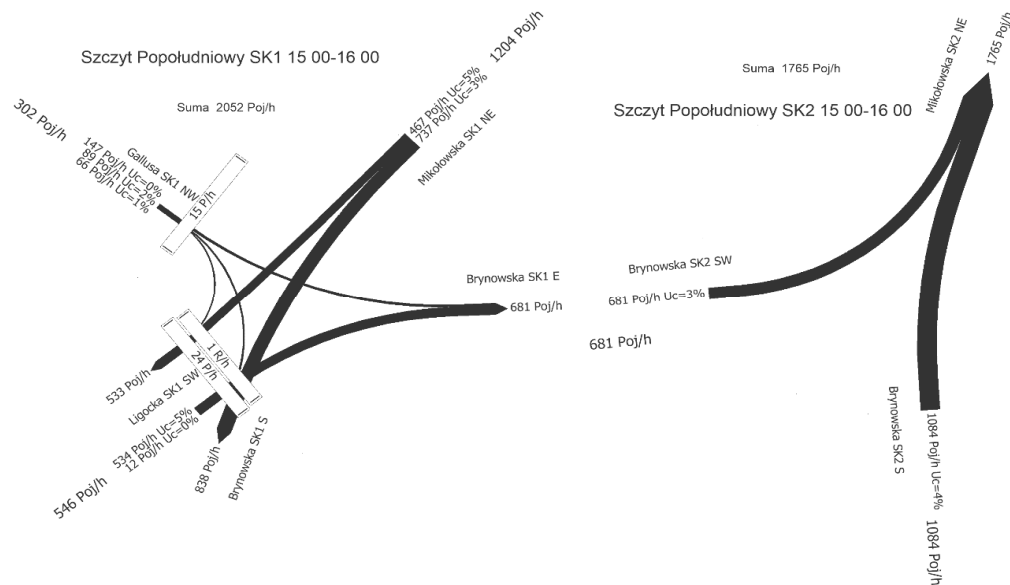 Szczyt Popołudniowy SK1 15 00-16 00
Suma 2052 Poj/h
302 Poj/h
Gallusa SK1 NW
147 Poj/h Uc=0%
89 Poj/h Uc=2%
66 Poj/h Uc=1%
15 P/h
1204 Poj/h
467 Poj/h Uc=5%
737 Poj/h Uc=3%
Mikołowska SK1 NE
Brynowska SK1 E
681 Poj/h
1 R/h
24 P/h
533 Poj/h
Ligocka SK1 SW
534 Poj/h Uc=5%
12 Poj/h Uc=0%
546 Poj/h
838 Poj/h
Brynowska SK1 S
Suma 1765 Poj/h
Szczyt Popołudniowy SK2 15 00-16 00
Mikołowska SK2 NE
1765 Poj/h
Brynowska SK2 SW
681 Poj/h Uc=3%
681 Poj/h
Brynowska SK2 S
1084 Poj/h Uc=4%
1084 Poj/h